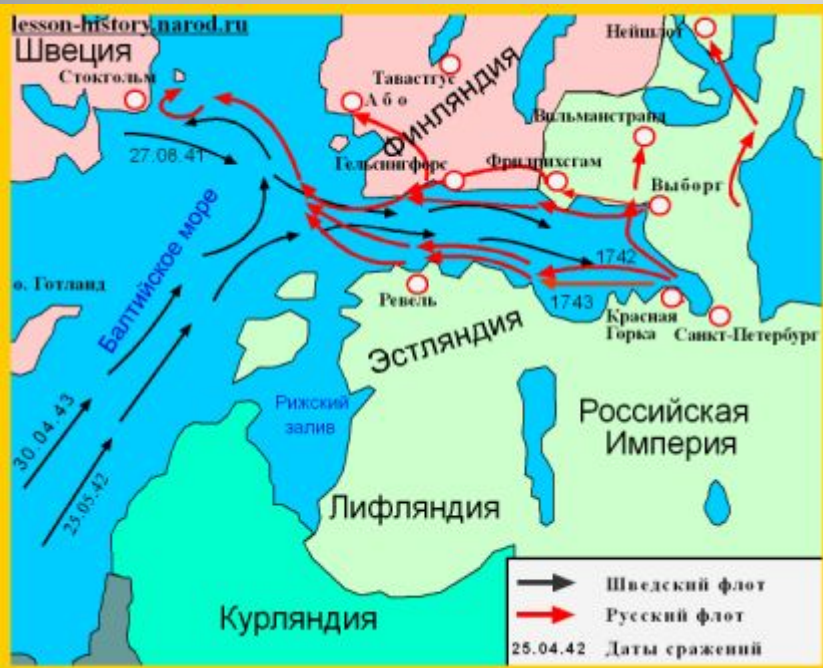 lesson-history.narod.ru
Швеция
Стокгольм
Нейшлот
Тавастгус
Або
Финляндия
Вильманстранд
27.08.41
Гельсингфорс
Фридрихсгам
Выборг
Балтийское море
о. Готланд
1742
1743
Ревель
Красная
Горка
Санкт-Петербург
Эстляндия
30.04.43
25.05.42
Рижский
залив
Российская
Империя
Лифляндия
Курляндия
Шведский флот
Русский флот
25.04.42 Даты сражений